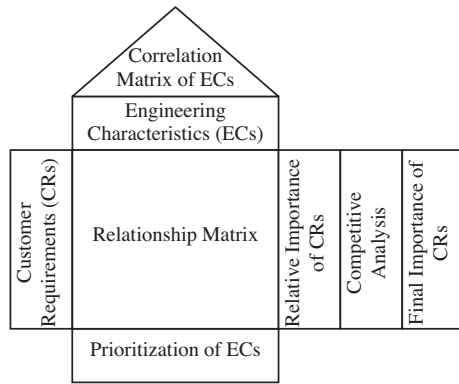 Correlation
Matrix of ECs
Engineering
Characteristics (ECs)
Customer
Requirements (CRs)
Relationship Matrix
Relative Importance
of CRs
Competitive
Analysis
Final Importance of
CRs
Prioritization of ECs